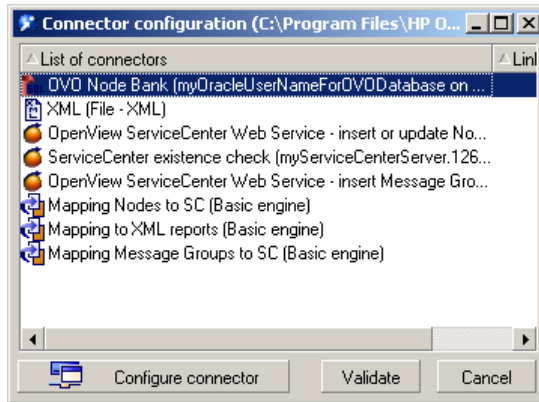 Connector configuration (C:\Program Files\HP O...
List of connectors
Linl
OVO Node Bank (myOracleUserNameForOVODatabase on ...
XML (File - XML)
OpenView ServiceCenter Web Service - insert or update No...
ServiceCenter existence check (myServiceCenterServer.126...
OpenView ServiceCenter Web Service - insert Message Gro...
Mapping Nodes to SC (Basic engine)
Mapping to XML reports (Basic engine)
Mapping Message Groups to SC (Basic engine)
Configure connector
Validate
Cancel